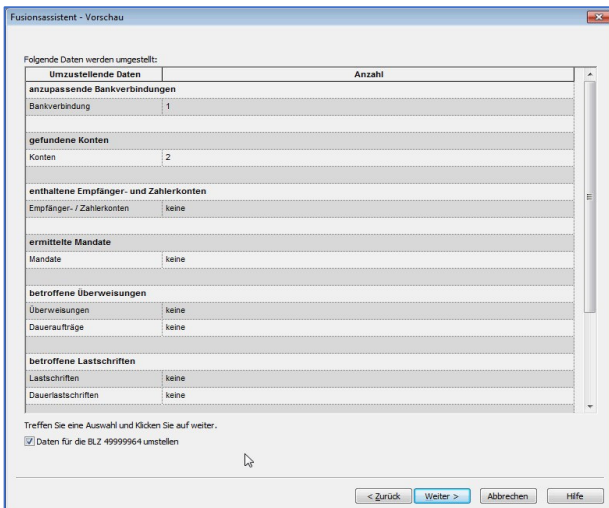 Fusionsassistent - Vorschau
Folgende Daten werden umgestellt:
Umzustellende Daten Anzahl
anzupassende Bankverbindungen
Bankverbindung 1
gefundene Konten
Konten 2
enthaltene Empfänger- und Zahlerkonten
Empfänger- / Zahlerkonten keine
ermittelte Mandate
Mandate keine
betroffene Überweisungen
Überweisungen keine
Daueraufträge keine
betroffene Lastschriften
Lastschriften keine
Dauerlastschriften keine
Treffen Sie eine Auswahl und Klicken Sie auf weiter.
Daten für die BLZ 49999964 umstellen
< Zurück Weiter > Abbrechen Hilfe